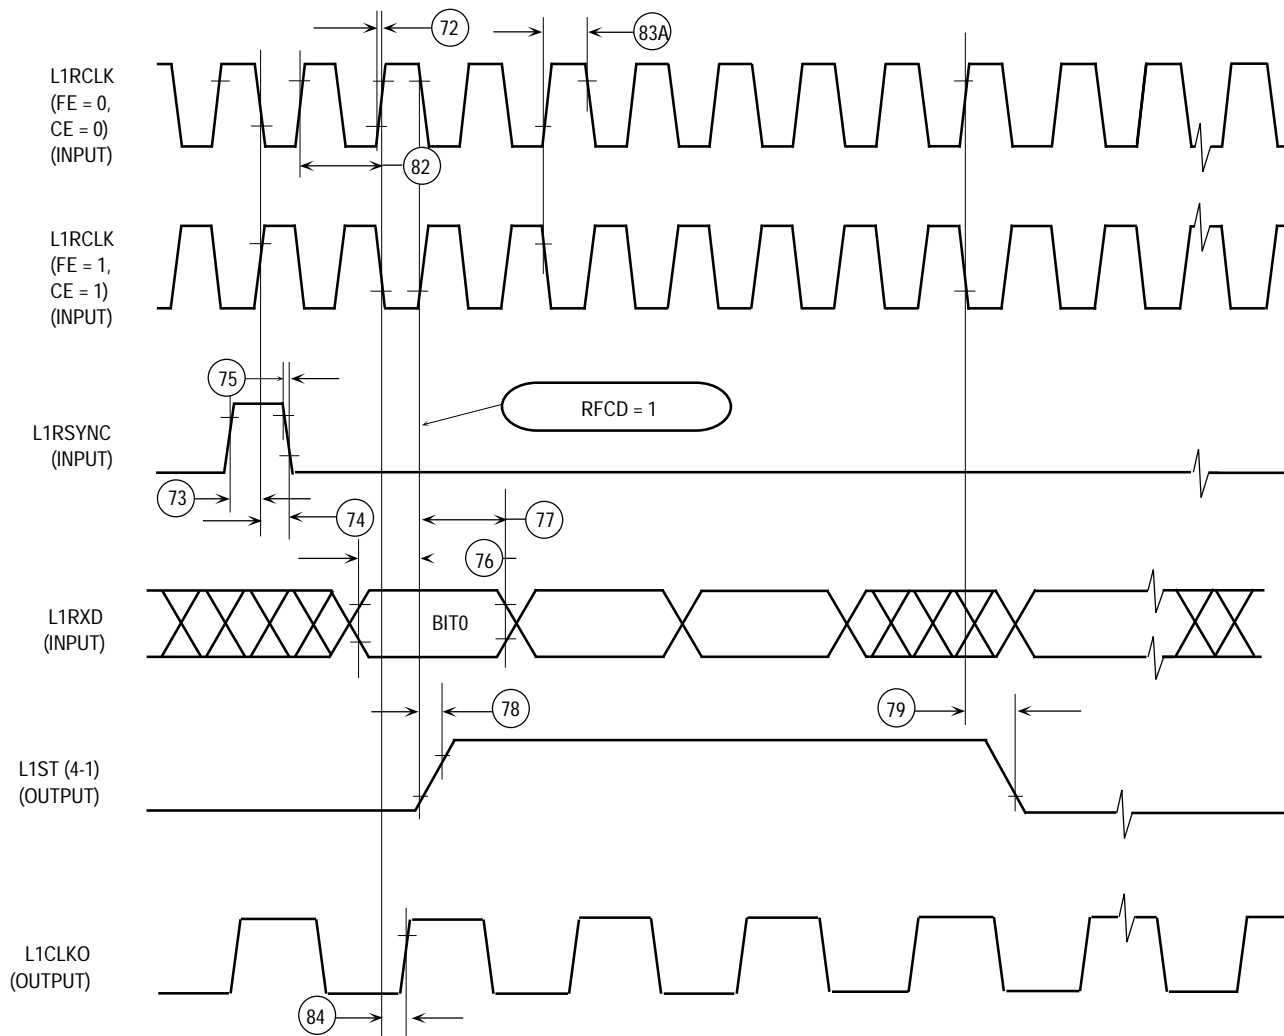 72
83A
L1RCLK
(FE = 0,
CE = 0)
(INPUT)
82
L1RCLK
(FE = 1,
CE = 1)
(INPUT)
75
RFCD = 1
L1RSYNC
(INPUT)
73
74
77
76
L1RXD
(INPUT)
BIT0
78
79
L1ST (4-1)
(OUTPUT)
L1CLKO
(OUTPUT)
84